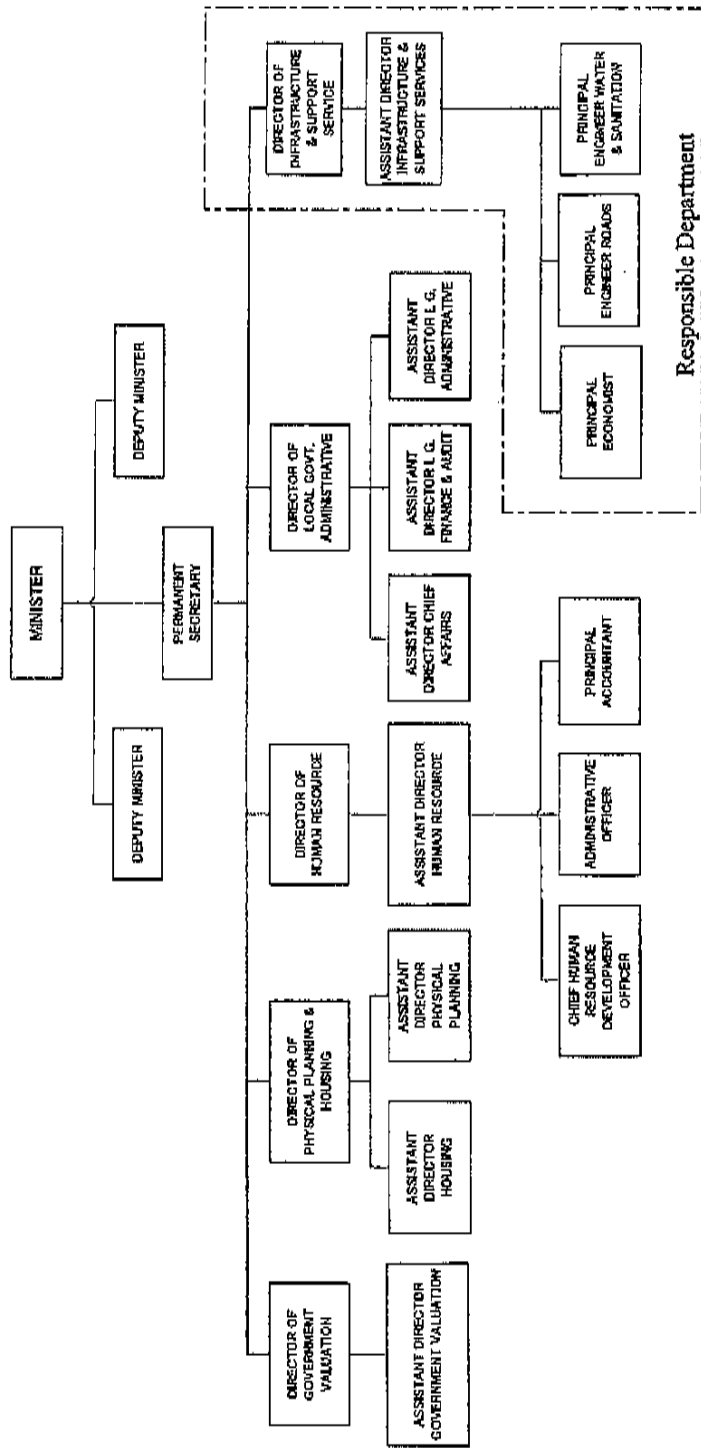 MINISTER
DEPUTY MINISTER
DEPUTY MINISTER
PERMANENT
SECRETARY
DIRECTOR OF
GOVERNMENT
VALUATION
DIRECTOR OF
PHYSICAL PLANNING &
HOUSING
DIRECTOR OF
HUMAN RESOURDE
DIRECTOR OF
LOCAL GOVT.
ADMINISTRATIVE
DIRECTOR OF
INFRASTRUCTURE
& SUPPORT
SERVICE
ASSISTANT DIRECTOR
GOVERNMENT VALUATION
ASSISTANT
DIRECTOR
HOUSING
ASSISTANT
DIRECTOR
PHYSICAL
PLANNING
ASSISTANT DIRECTOR
HUMAN RESOURCE
ASSISTANT
DIRECTOR CHIEF
AFFAIRS
ASSISTANT
DIRECTOR L G.
FINANCE & AUDIT
ASSISTANT
DIRECTOR L G.
ADMINISTRATIVE
ASSISTANT DIRECTOR
INFRASTRUCTURE &
SUPPORT SERVICES
CHIEF HUMAN
RESOURCE
DEVELOPMENT
OFFICER
ADMINISTRATIVE
OFFICER
PRINCIPAL
ACCOUNTANT
PRINCIPAL
ECONOMIST
PRINCIPAL
ENGINEER ROADS
PRINCIPAL
ENGINEER WATER
& SANITATION
Responsible Department